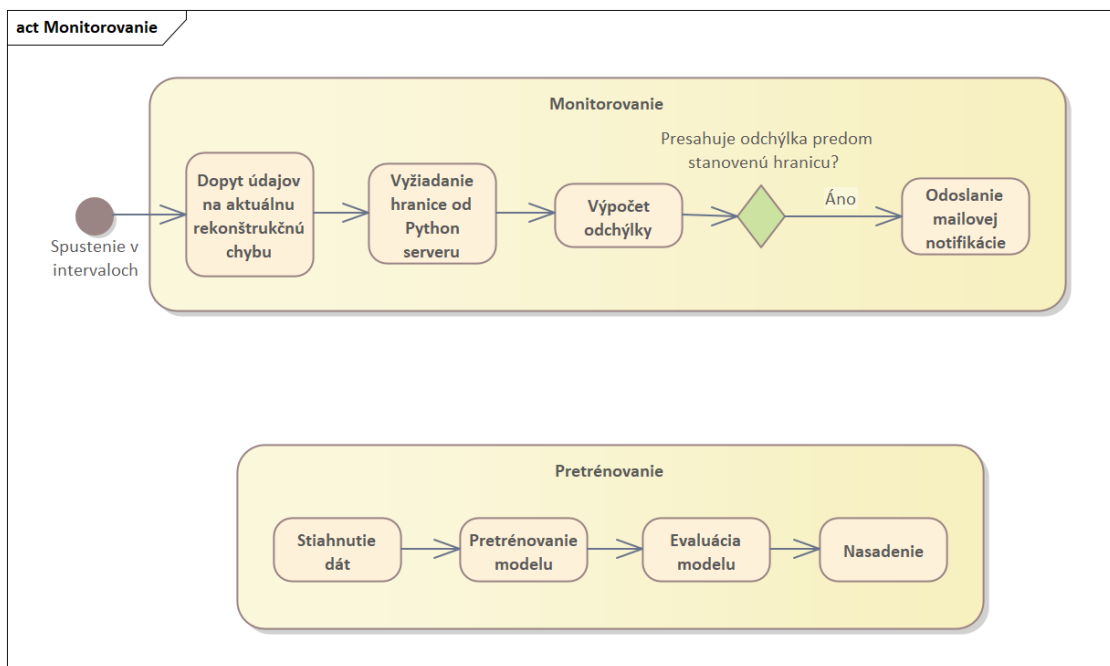 act Monitorovanie
Monitorovanie
Spustenie v
intervaloch
Dopyt údajov
na aktuálnu
rekonštrukčnú
chybu
Vyžiadanie
hranice od
Python
serveru
Výpočet
odchýlky
Presahuje odchýlka predom
stanovenú hranicu?
Áno
Odoslanie
mailovej
notifikácie
Pretrénovanie
Stiahnutie
dát
Pretrénovanie
modelu
Evaluácia
modelu
Nasadenie